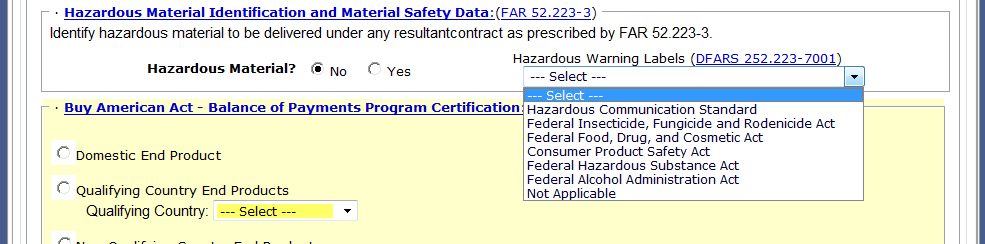 · Hazardous Material Identification and Material Safety Data:(FAR 52.223-3)
Identify hazardous material to be delivered under any resultantcontract as prescribed by FAR 52.223-3.
Hazardous Warning Labels (DFARS 252.223-7001)
Hazardous Material? No Yes
--- Select ---
--- Select ---
Hazardous Communication Standard
Federal Insecticide, Fungicide and Rodenicide Act
Federal Food, Drug, and Cosmetic Act
Consumer Product Safety Act
Federal Hazardous Substance Act
Federal Alcohol Administration Act
Not Applicable
· Buy American Act - Balance of Payments Program Certification:
Domestic End Product
Qualifying Country End Products
Qualifying Country: --- Select ---